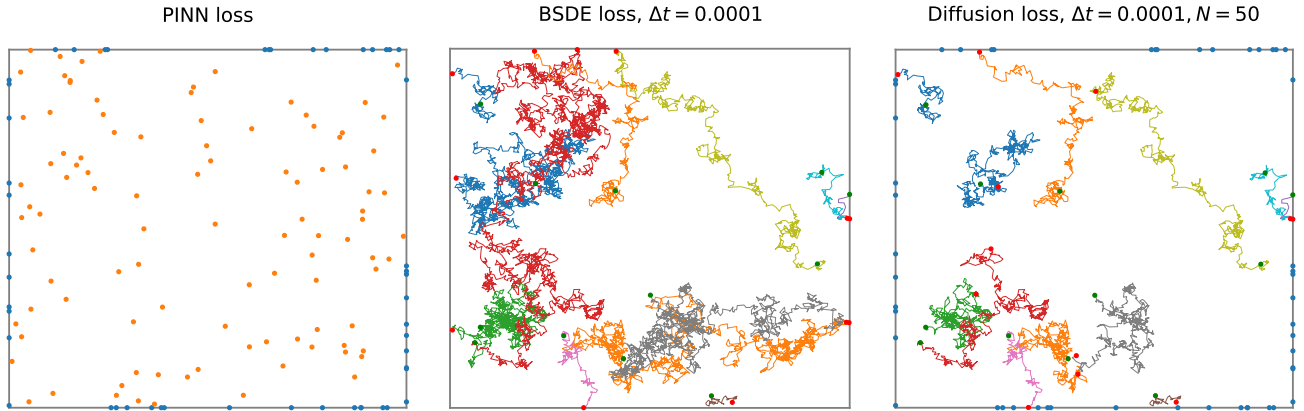 PINN loss
BSDE loss, Δt = 0.0001
Diffusion loss, Δt = 0.0001, N = 50